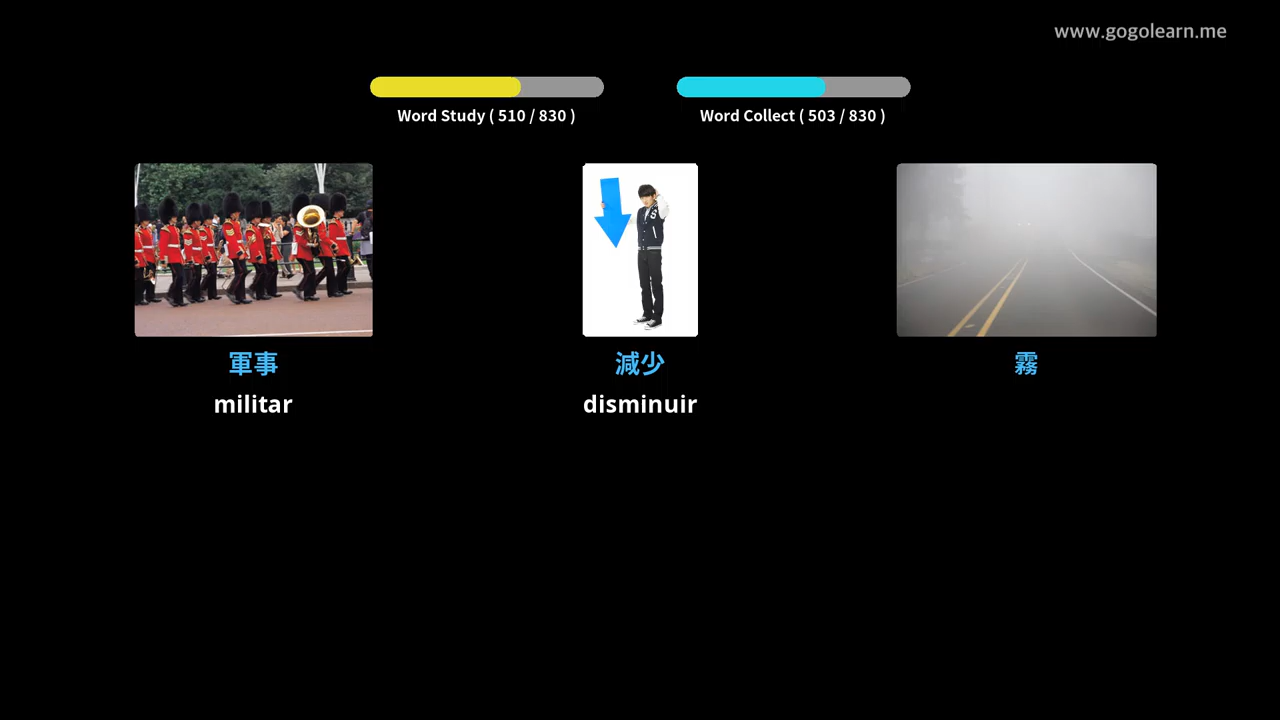 www.gogolearn.me
Word Study ( 510 / 830 )
Word Collect ( 503 / 830 )
軍事
減少
霧
militar
disminuir